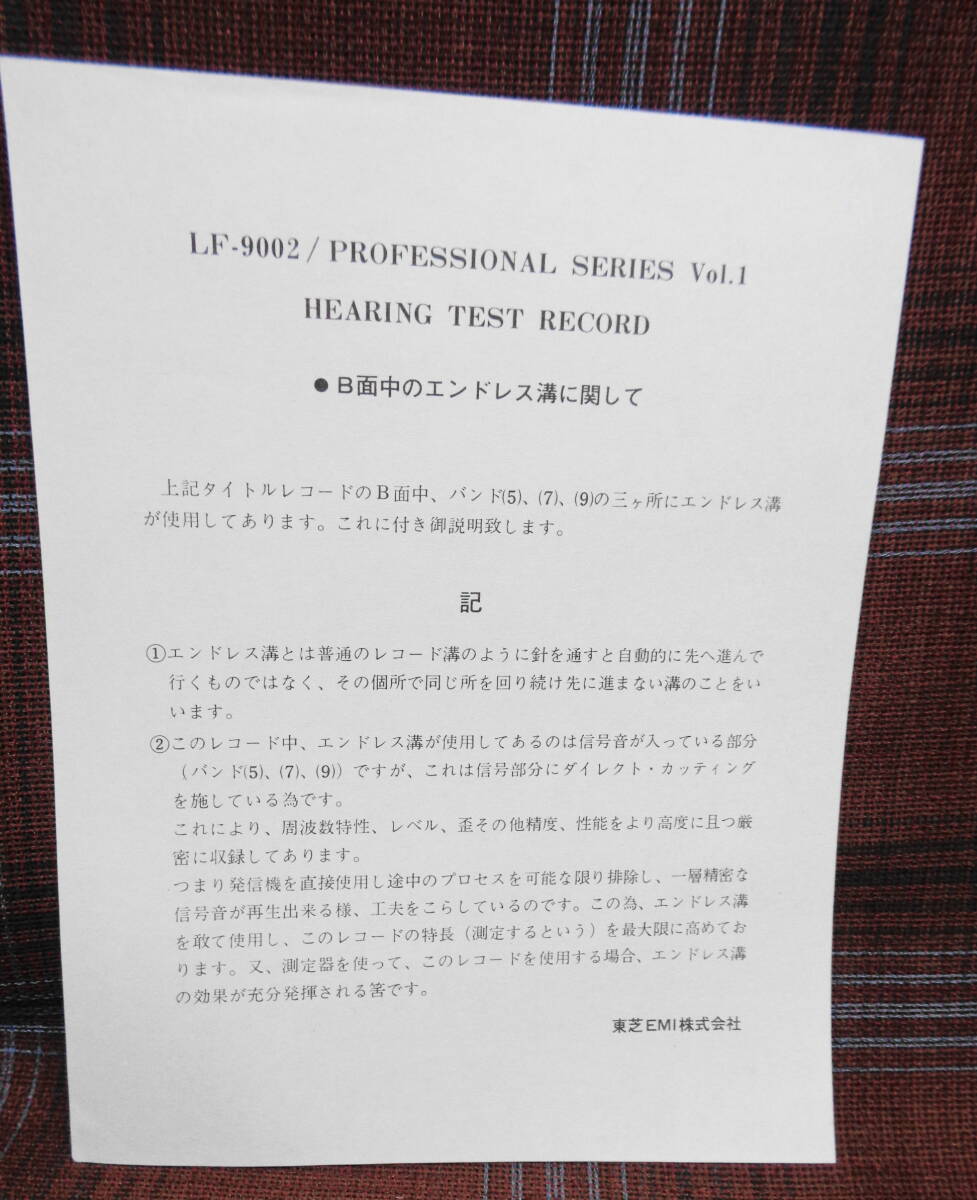 LF-9002 / PROFESSIONAL SERIES Vol.1
HEARING TEST RECORD
●B面中のエンドレス溝に関して
上記タイトルレコードのB面中、バンド(5)、(7)、(9)の三ヶ所にエンドレス溝
が使用してあります。これに付き御説明致します。
記
①エンドレス溝とは普通のレコード溝のように針を通すと自動的に先へ進んで
行くものではなく、その個所で同じ所を回り続け先に進まない溝のことをい
います。
②このレコード中、エンドレス溝が使用してあるのは信号音が入っている部分
(バンド(5)、(7)、(9)) ですが、これは信号部分にダイレクト・カッティング
を施している為です。
これにより、周波数特性、レベル、歪その他精度、性能をより高度に且つ厳
密に収録してあります。
つまり発信機を直接使用し途中のプロセスを可能な限り排除し、一層精密な
信号音が再生出来る様、工夫をこらしているのです。この為、エンドレス溝
を敢て使用し、このレコードの特長(測定するという)を最大限に高めてお
ります。又、測定器を使って、このレコードを使用する場合、エンドレス溝
の効果が充分発揮される筈です。
東芝EMI株式会社